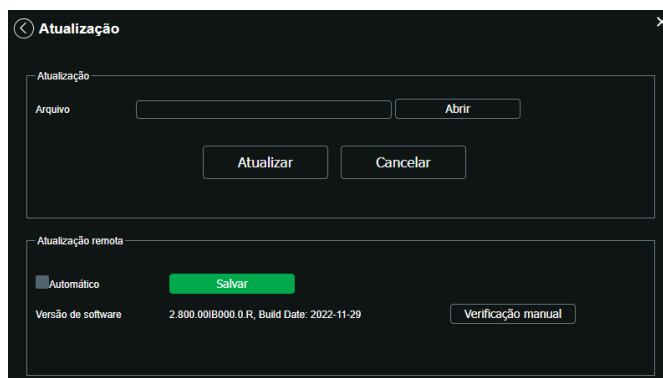 Atualização
Atualização
Arquivo Abrir
Atualizar Cancelar
Atualização remota
Automático Salvar
Versão de software 2.800.00IB000.0.R, Build Date: 2022-11-29 Verificação manual